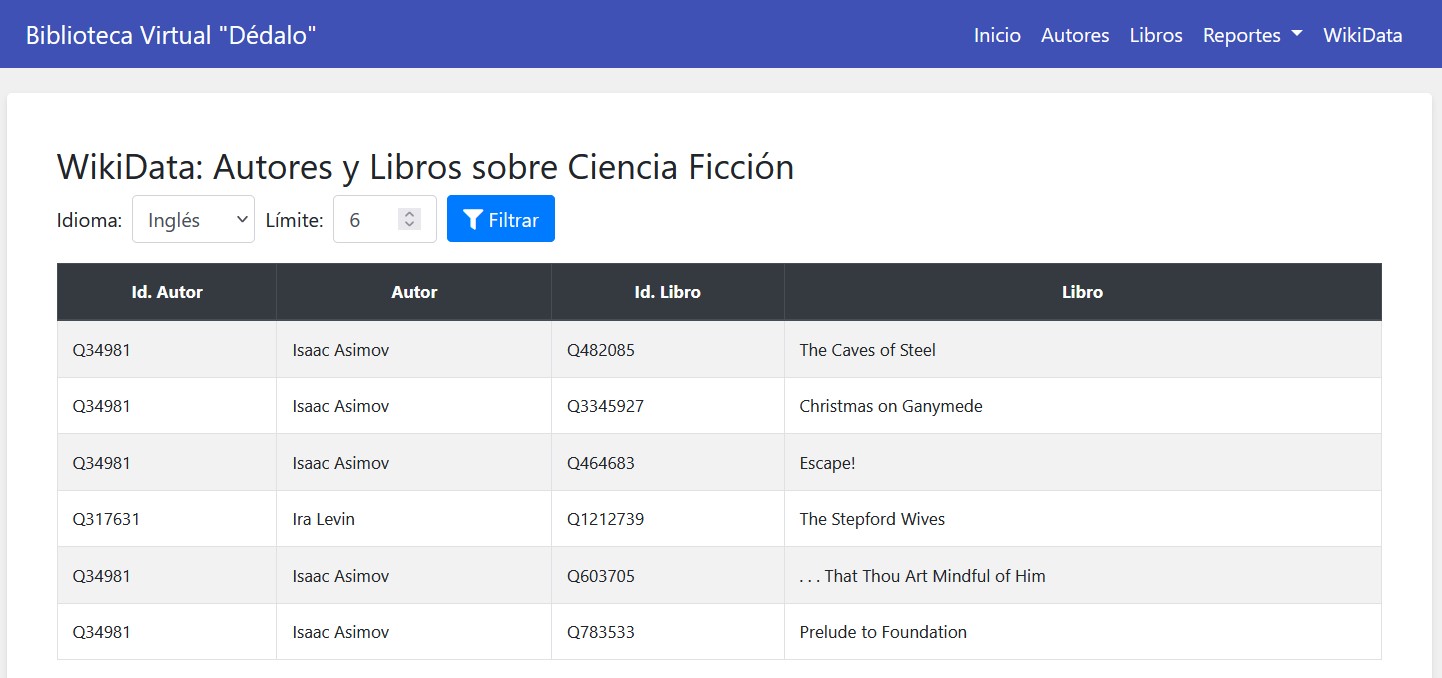 Biblioteca Virtual "Dédalo" Inicio Autores Libros Reportes WikiData
WikiData: Autores y Libros sobre Ciencia Ficción
Idioma: Inglés Límite: 6 Filtrar
Id. Autor Autor Id. Libro Libro
Q34981 Isaac Asimov Q482085 The Caves of Steel
Q34981 Isaac Asimov Q3345927 Christmas on Ganymede
Q34981 Isaac Asimov Q464683 Escape!
Q317631 Ira Levin Q1212739 The Stepford Wives
Q34981 Isaac Asimov Q603705 . . . That Thou Art Mindful of Him
Q34981 Isaac Asimov Q783533 Prelude to Foundation